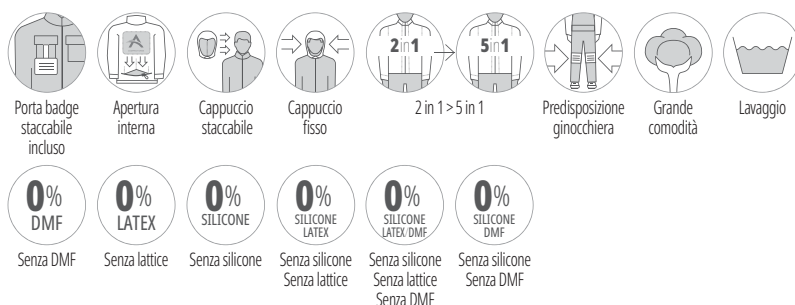 2in1
5in1
Porta badge
staccabile
incluso
Apertura
interna
Cappuccio
staccabile
Cappuccio
fisso
2 in 1 > 5 in 1
Predisposizione
ginocchiera
Grande
comodità
Lavaggio
0%
DMF
0%
LATEX
0%
SILICONE
0%
SILICONE
LATEX
0%
SILICONE
LATEX/DMF
0%
SILICONE
DMF
Senza DMF
Senza lattice
Senza silicone
Senza silicone
Senza lattice
Senza silicone
Senza lattice
Senza DMF
Senza silicone
Senza DMF